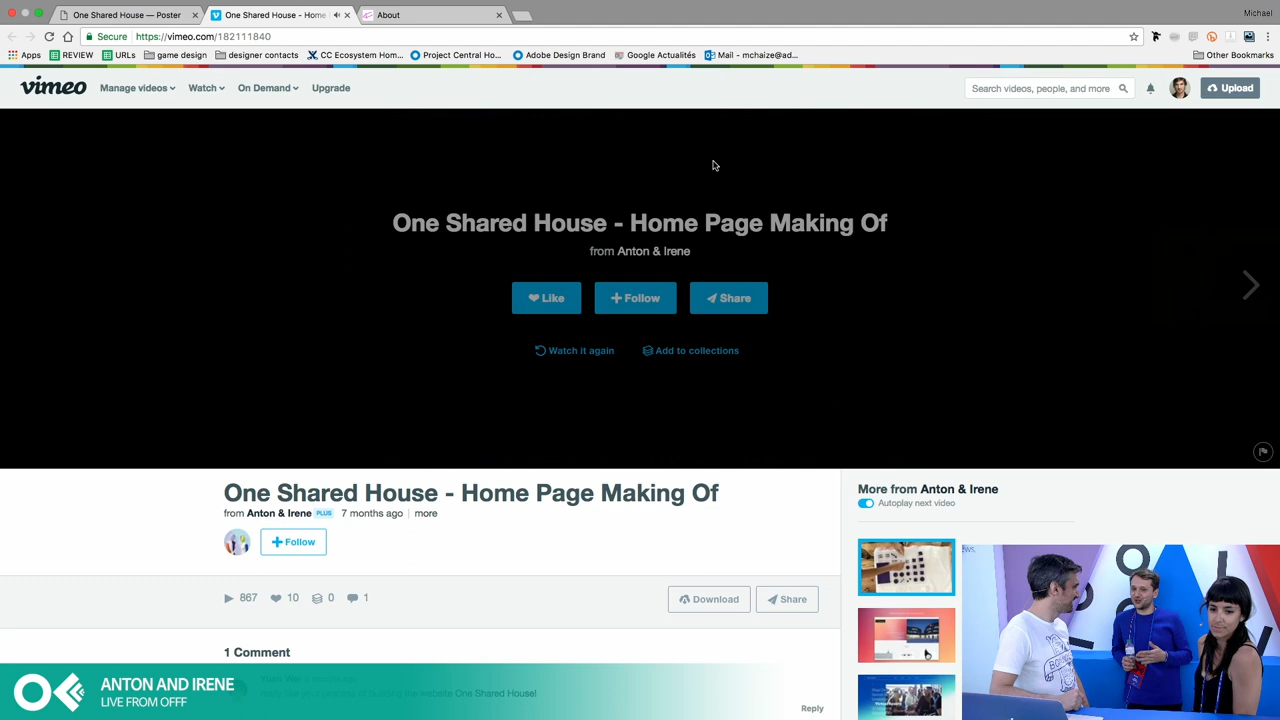 One Shared House — Poster
One Shared House - Home
About
Michael
Secure
https://vimeo.com/182111840
Apps
REVIEW
URLs
game design
designer contacts
CC Ecosystem Hom...
Project Central Ho...
Adobe Design Brand
Google Actualités
Mail - mchaize@ad...
Other Bookmarks
vimeo
Manage videos
Watch
On Demand
Upgrade
Search videos, people, and more
Upload
One Shared House - Home Page Making Of
from Anton & Irene
Like
Follow
Share
Watch it again
Add to collections
One Shared House - Home Page Making Of
from Anton & Irene PLUS 7 months ago more
Follow
867
10
0
1
Download
Share
1 Comment
One Shared House!
Reply
More from Anton & Irene
Autoplay next video
ANTON AND IRENE
LIVE FROM OFFF